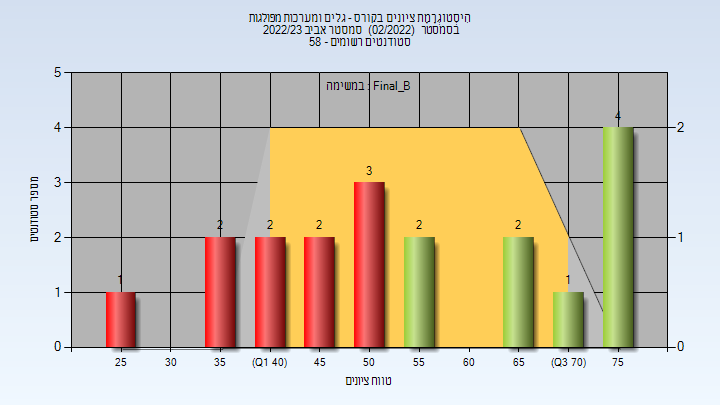 היסטוגרמת ציונים בקורס - גלים ומערכות מפולגות
בסמסטר (02/2022) סמסטר אביב 2022/23
סטודנטים רשומים - 58
במשימה : Final_B
מספר סטודנטים
5
4
3
2
1
0
2
1
0
1
2
2
2
3
2
2
1
4
25 30 35 (Q1 40) 45 50 55 60 65 (Q3 70) 75
טווח ציונים